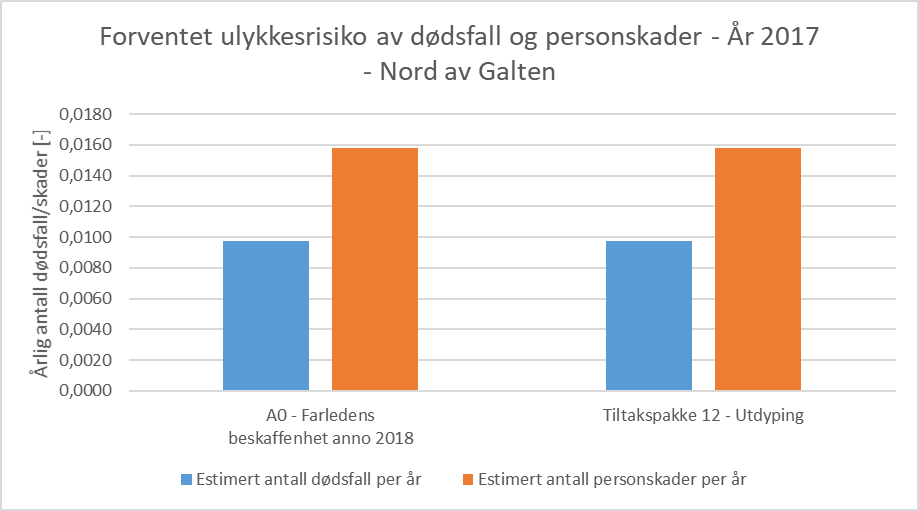 Forventet ulykkesrisiko av dødsfall og personskader - År 2017
- Nord av Galten
Årlig antall dødsfall/skader [-]
0,0180
0,0160
0,0140
0,0120
0,0100
0,0080
0,0060
0,0040
0,0020
0,0000
A0 - Farledens
beskaffenhet anno 2018
Tiltakspakke 12 - Utdyping
Estimert antall dødsfall per år
Estimert antall personskader per år